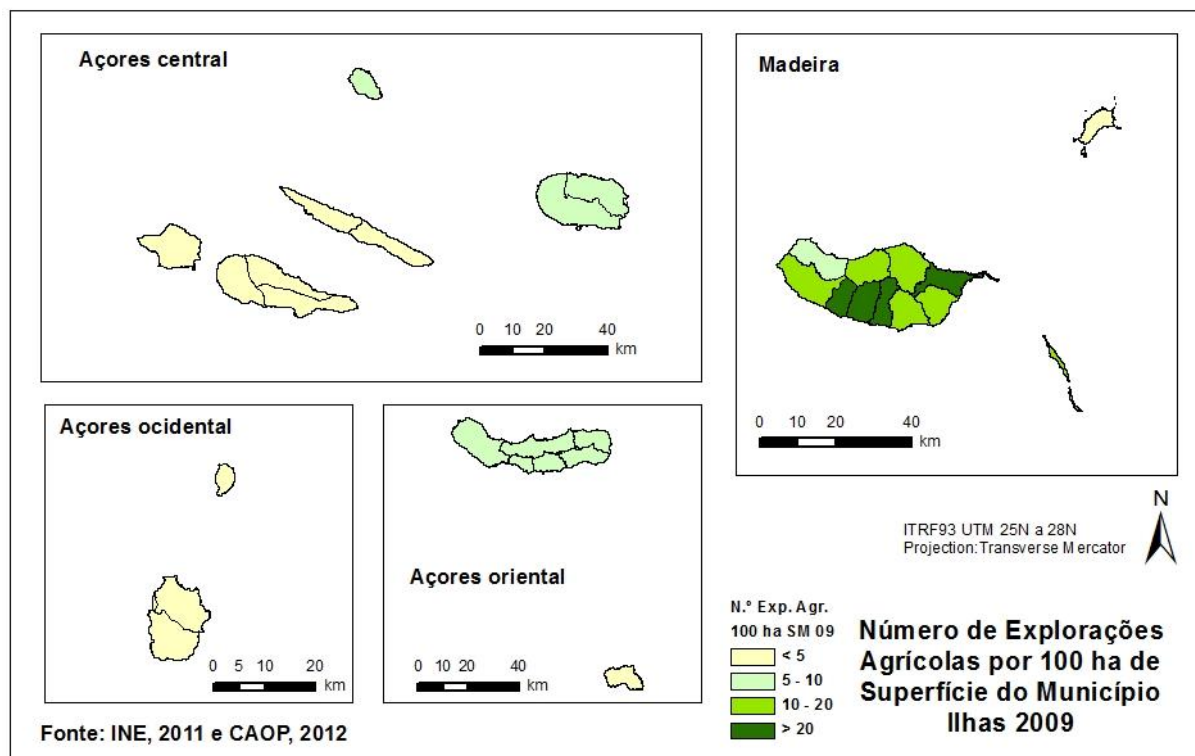 Açores central
0 10 20 40
km
Madeira
0 10 20 40
km
Açores ocidental
0 5 10 20
km
Açores oriental
0 10 20 40
km
N
ITRF93 UTM 25N a 28N
Projection:Transverse Mercator
N.º Exp. Agr.
100 ha SM 09
< 5
5 - 10
10 - 20
> 20
Número de Explorações
Agrícolas por 100 ha de
Superfície do Município
Ilhas 2009
Fonte: INE, 2011 e CAOP, 2012